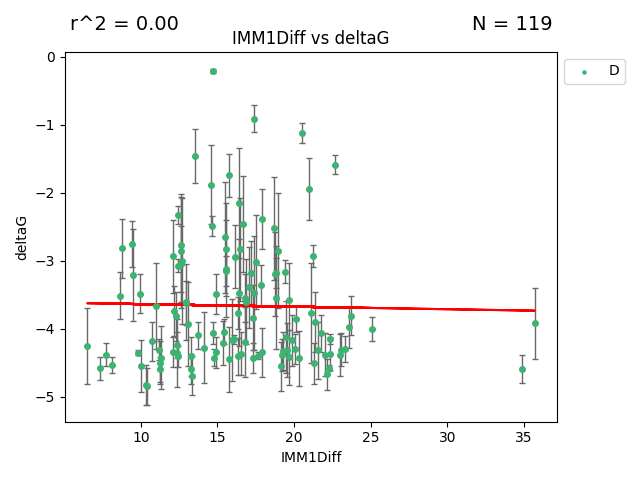 r^2 = 0.00
N = 119
IMM1Diff vs deltaG
D
0
−1
−2
−3
−4
−5
deltaG
10
15
20
25
30
35
IMM1Diff